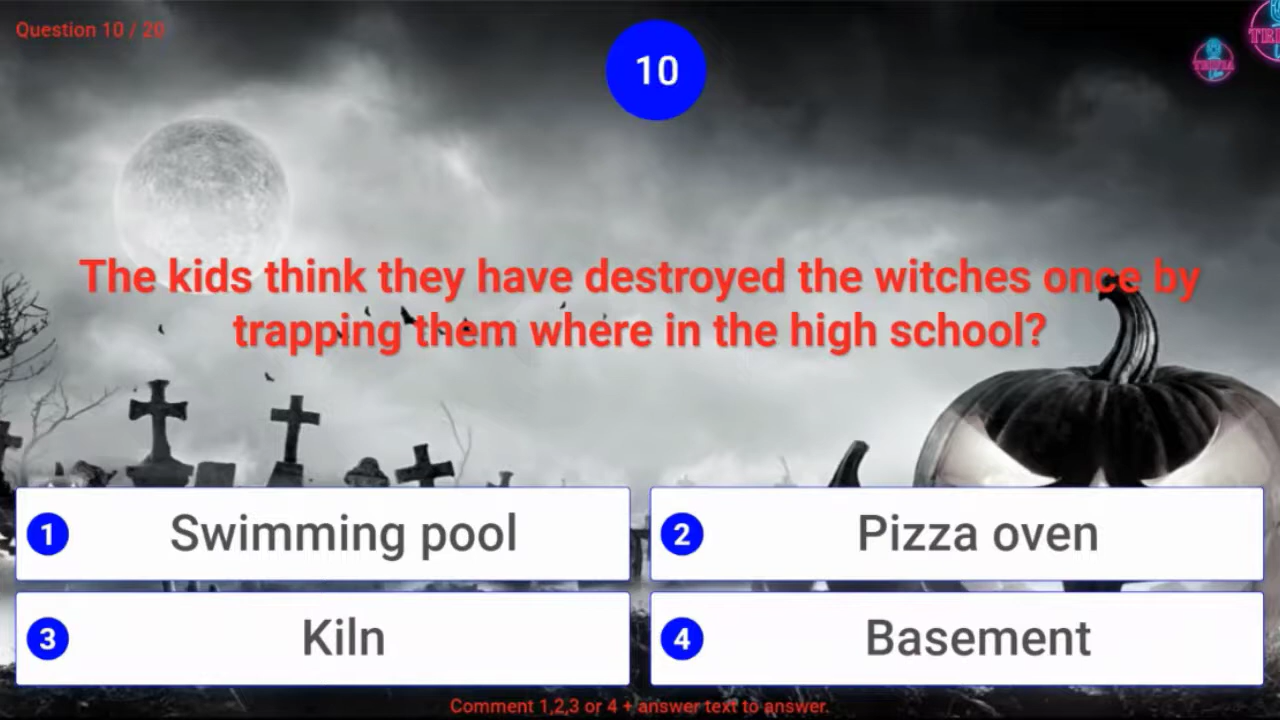 Question 10 / 20
10
TRIVIA
The kids think they have destroyed the witches once by
trapping them where in the high school?
1 Swimming pool
2 Pizza oven
3 Kiln
4 Basement
Comment 1,2,3 or 4 + answer text to answer.